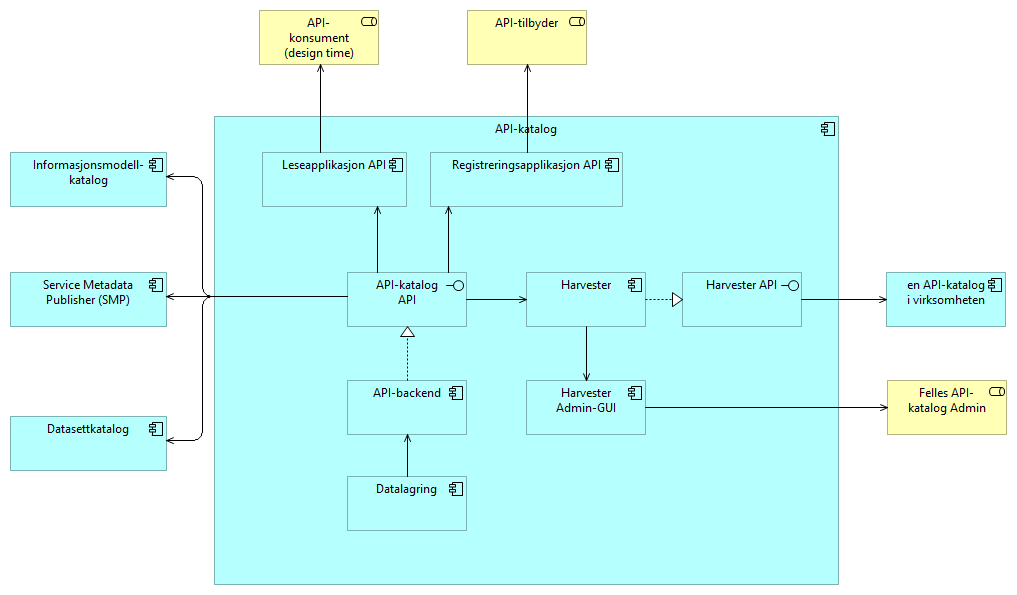 API-
konsument
(design time)
API-tilbyder
API-katalog
Leseapplikasjon API
Registreringsapplikasjon API
Informasjonsmodell-
katalog
Service Metadata
Publisher (SMP)
API-katalog
API
Harvester
Harvester API
en API-katalog
i virksomheten
API-backend
Harvester
Admin-GUI
Felles API-
katalog Admin
Datasettkatalog
Datalagring